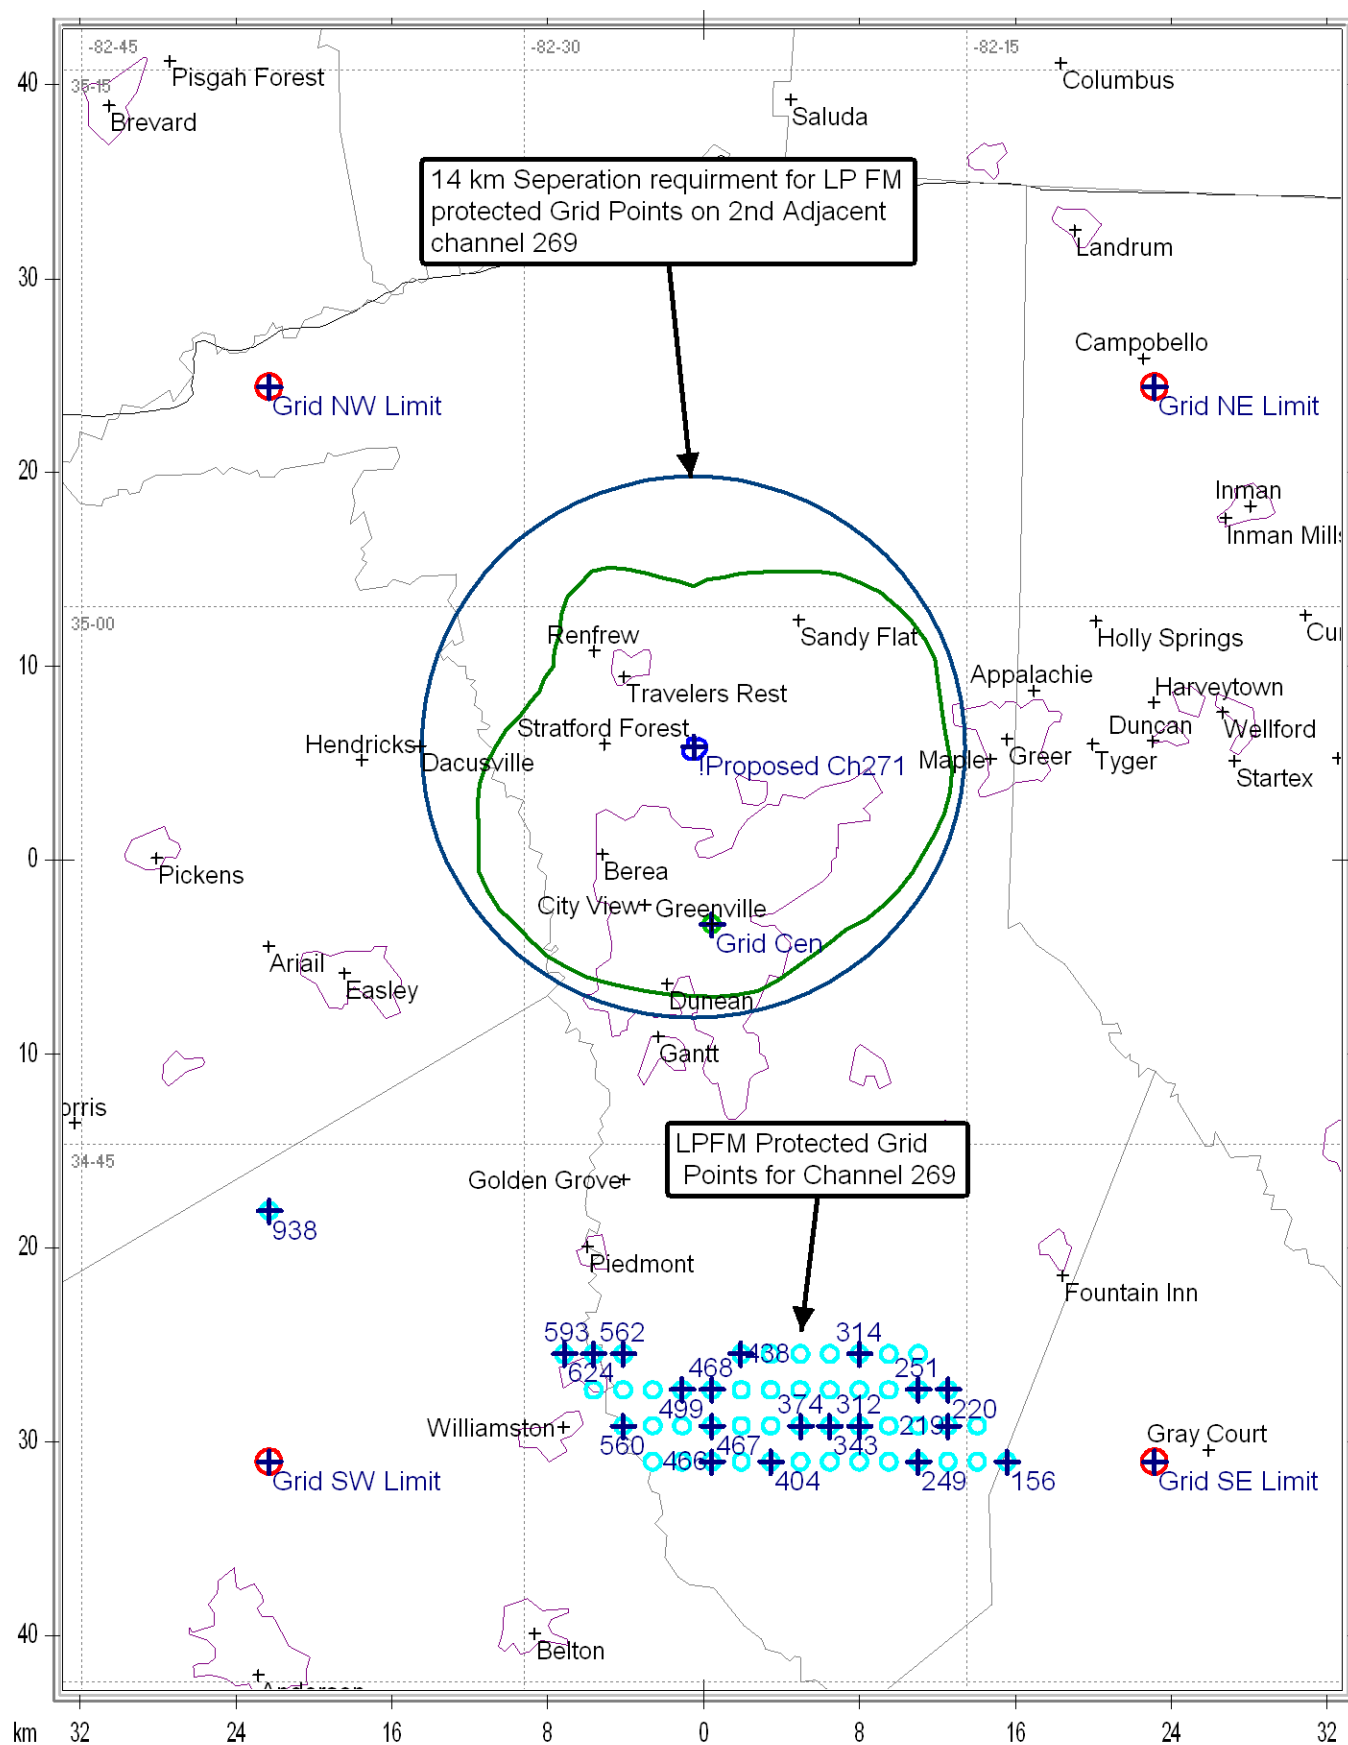 -82-45
-82-30
-82-15
40
35-15
Pisgah Forest
Brevard
Saluda
Columbus
14 km Seperation requirment for LP FM
protected Grid Points on 2nd Adjacent
channel 269
Landrum
30
Campobello
Grid NW Limit
Grid NE Limit
20
Inman
Inman Mills
35-00
Renfrew
Sandy Flat
Holly Springs
Cu
10
Travelers Rest
Appalachie
Harveytown
Stratford Forest
Duncan
Wellford
Hendricks
Dacusville
!Proposed Ch271
Maple
Greer
Tyger
Startex
0
Pickens
Berea
City View
Greenville
Grid Cen
Ariail
Easley
Dunean
10
Gantt
orris
LPFM Protected Grid
Points for Channel 269
34-45
Golden Grove
938
20
Piedmont
Fountain Inn
593
562
438
314
624
468
251
499
374
312
220
Williamston
560
467
343
219
Gray Court
30
466
Grid SW Limit
404
249
156
Grid SE Limit
40
Belton
Anderson
km
32
24
16
8
0
8
16
24
32